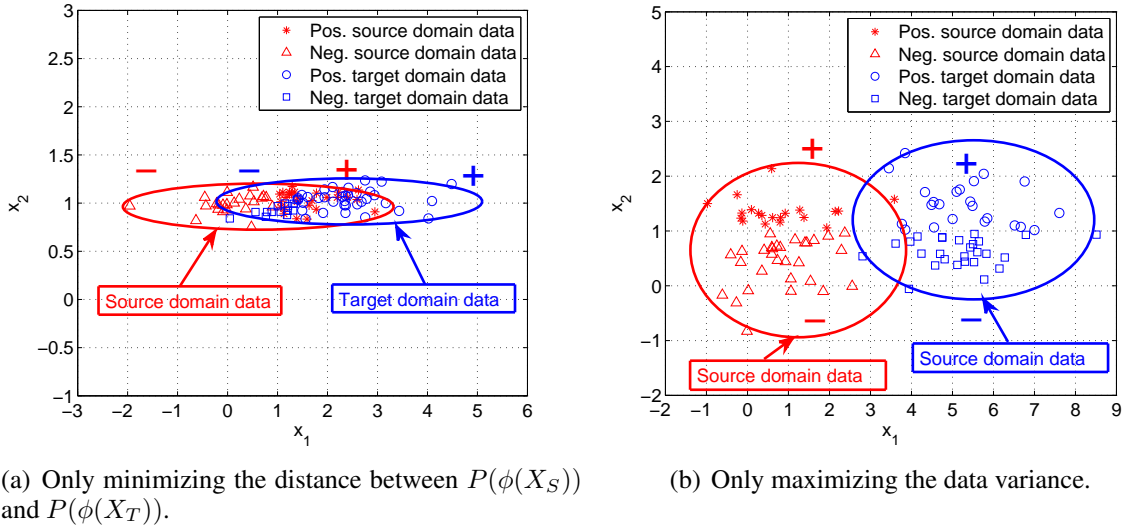 Pos. source domain data
Neg. source domain data
Pos. target domain data
Neg. target domain data
3
2.5
2
1.5
1
0.5
0
−0.5
−1
x2
− − + +
Source domain data
Target domain data
−3 −2 −1 0 1 2 3 4 5 6
x1
(a) Only minimizing the distance between P(ϕ(XS))
and P(ϕ(XT)).
Pos. source domain data
Neg. source domain data
Pos. target domain data
Neg. target domain data
5
4
3
2
1
0
−1
−2
x2
+ +
− −
Source domain data
Source domain data
−2 −1 0 1 2 3 4 5 6 7 8 9
x1
(b) Only maximizing the data variance.